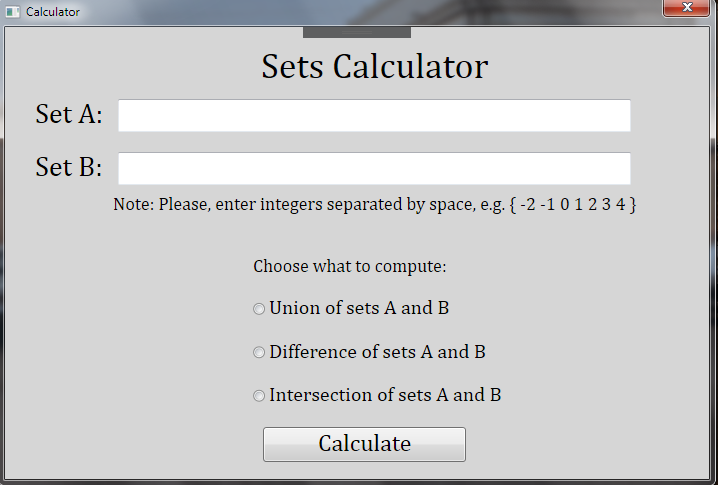 Calculator
Sets Calculator
Set A:
Set B:
Note: Please, enter integers separated by space, e.g. { -2 -1 0 1 2 3 4 }
Choose what to compute:
Union of sets A and B
Difference of sets A and B
Intersection of sets A and B
Calculate